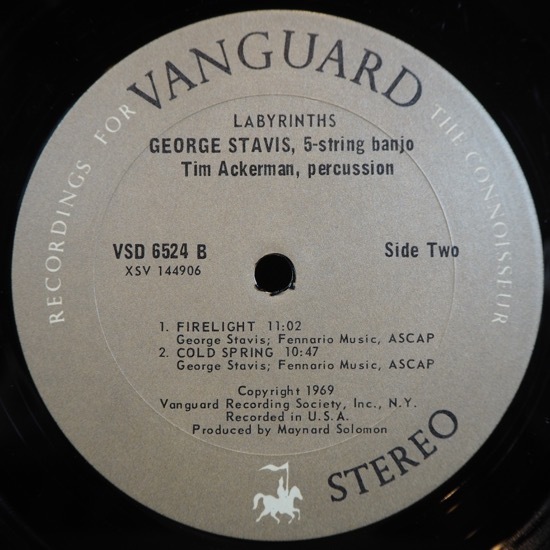 RECORDINGS FOR VANGUARD THE CONNOISSEUR
LABYRINTHS
GEORGE STAVIS, 5-string banjo
Tim Ackerman, percussion
VSD 6524 B
XSV 144906
Side Two
1. FIRELIGHT 11:02
George Stavis; Fennario Music, ASCAP
2. COLD SPRING 10:47
George Stavis; Fennario Music, ASCAP
Copyright 1969
Vanguard Recording Society, Inc., N.Y.
Recorded in U.S.A.
Produced by Maynard Solomon
STEREO